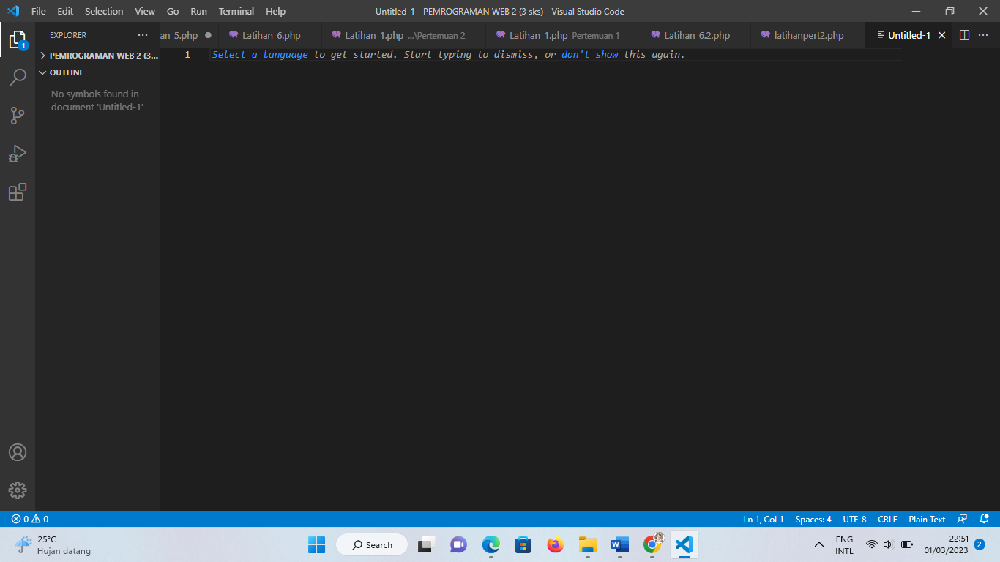 File Edit Selection View Go Run Terminal Help
Untitled-1 - PEMROGRAMAN WEB 2 (3 sks) - Visual Studio Code
EXPLORER
an_5.php Latihan_6.php Latihan_1.php ...\Pertemuan 2 Latihan_1.php Pertemuan 1 Latihan_6.2.php latihanpert2.php Untitled-1
1
PEMROGRAMAN WEB 2 (3...
1 Select a language to get started. Start typing to dismiss, or don't show this again.
OUTLINE
No symbols found in
document 'Untitled-1'
0 0
Ln 1, Col 1 Spaces: 4 UTF-8 CRLF Plain Text
25°C
Hujan datang
Search
ENG
INTL
22:51
01/03/2023
2